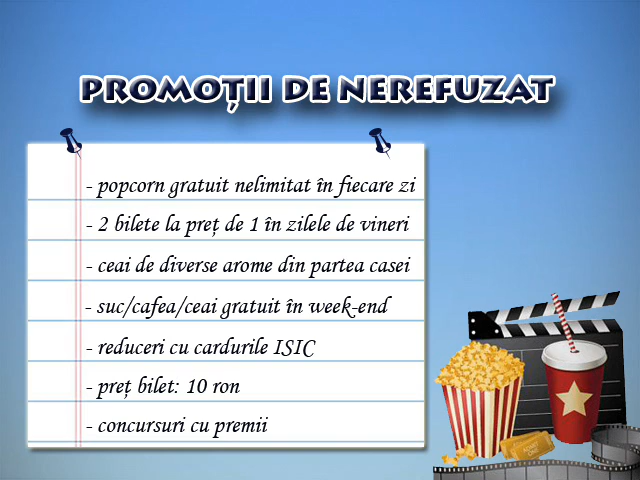 PROMOȚII DE NEREFUZAT
- popcorn gratuit nelimitat în fiecare zi
- 2 bilete la preț de 1 în zilele de vineri
- ceai de diverse arome din partea casei
- suc/cafea/ceai gratuit în week-end
- reduceri cu cardurile ISIC
- preț bilet: 10 ron
- concursuri cu premii